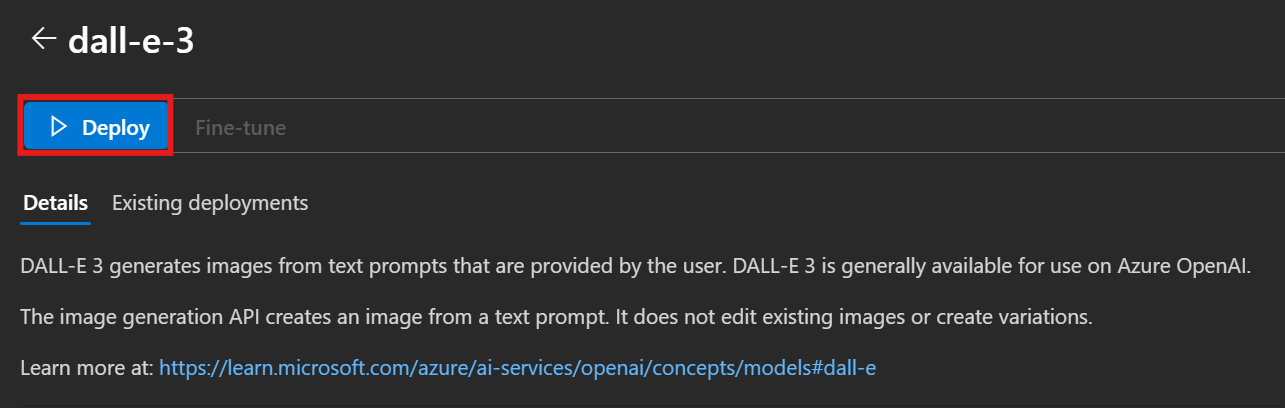 dall-e-3
Deploy
Fine-tune
Details
Existing deployments
DALL-E 3 generates images from text prompts that are provided by the user. DALL-E 3 is generally available for use on Azure OpenAI.
The image generation API creates an image from a text prompt. It does not edit existing images or create variations.
Learn more at: https://learn.microsoft.com/azure/ai-services/openai/concepts/models#dall-e